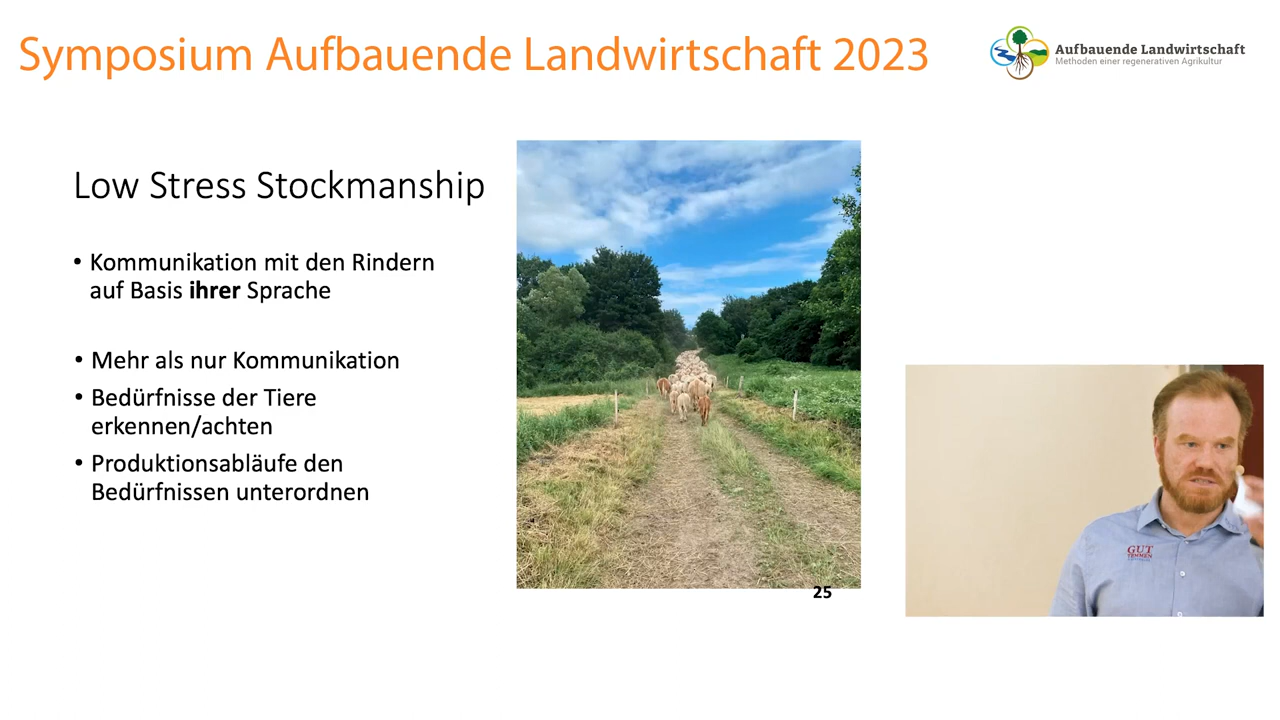 Symposium Aufbauende Landwirtschaft 2023
Aufbauende Landwirtschaft
Methoden einer regenerativen Agrikultur
Low Stress Stockmanship
• Kommunikation mit den Rindern
auf Basis ihrer Sprache
• Mehr als nur Kommunikation
• Bedürfnisse der Tiere
erkennen/achten
• Produktionsabläufe den
Bedürfnissen unterordnen
25
GUT